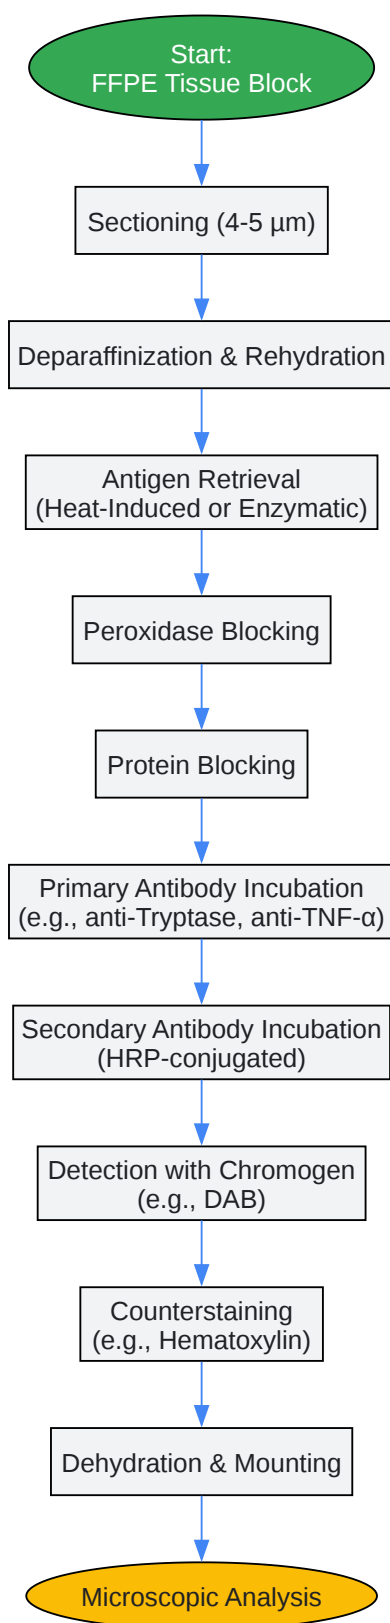 Start:
FFPE Tissue Block
Sectioning (4-5 µm)
Deparaffinization & Rehydration
Antigen Retrieval
(Heat-Induced or Enzymatic)
Peroxidase Blocking
Protein Blocking
Primary Antibody Incubation
(e.g., anti-Tryptase, anti-TNF-α)
Secondary Antibody Incubation
(HRP-conjugated)
Detection with Chromogen
(e.g., DAB)
Counterstaining
(e.g., Hematoxylin)
Dehydration & Mounting
Microscopic Analysis